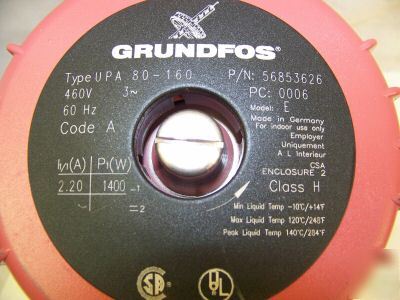 GRUNDFOS®
Type UPA 80-160
P/N: 56853626
460V 3~
PC: 0006
60 Hz
Model: E
Code A
Made in Germany
For indoor use only
Employer
Uniquement
A L Interieur
CSA
ENCLOSURE 2
Class H
I1/1(A) P1(W)
2.20 1400 -1
=2
Min Liquid Temp -10°C/+14°F
Max Liquid Temp 120°C/248°F
Peak Liquid Temp 140°C/284°F
SA
UL